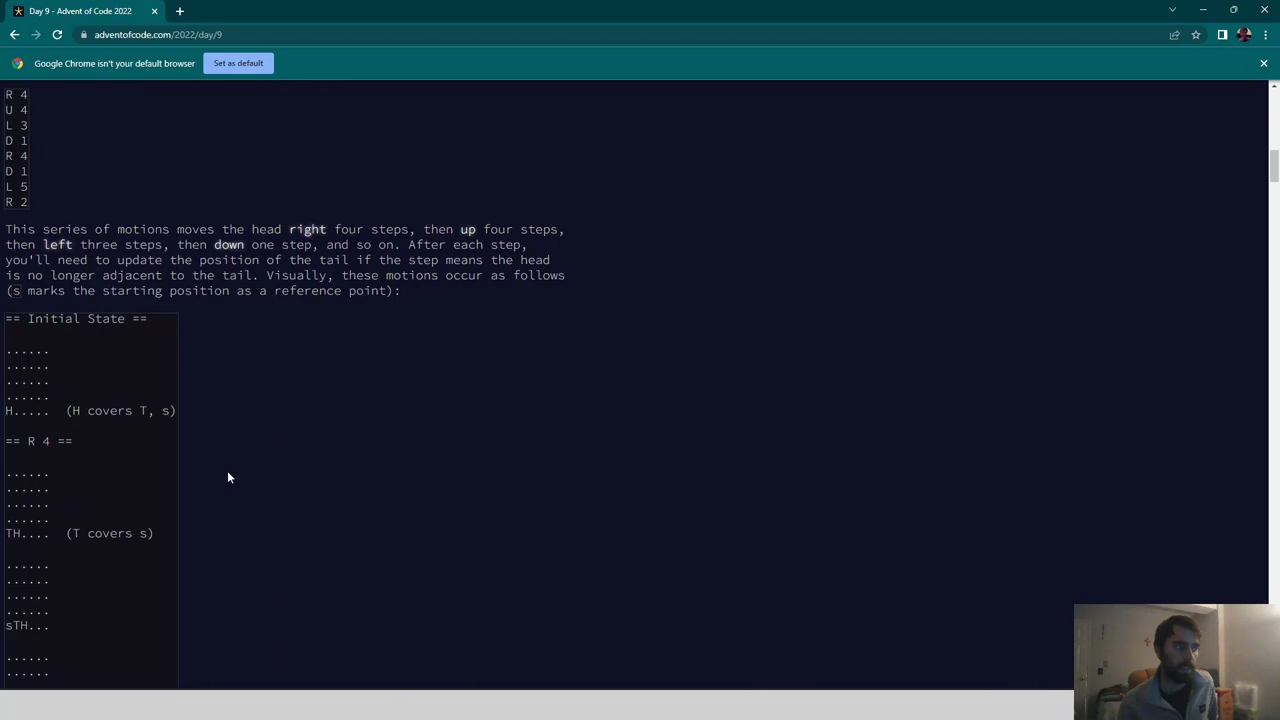 Day 9 - Advent of Code 2022
adventofcode.com/2022/day/9
Google Chrome isn't your default browser
Set as default
R 4
U 4
L 3
D 1
R 4
D 1
L 5
R 2
This series of motions moves the head right four steps, then up four steps,
then left three steps, then down one step, and so on. After each step,
you'll need to update the position of the tail if the step means the head
is no longer adjacent to the tail. Visually, these motions occur as follows
(s marks the starting position as a reference point):
== Initial State ==
......
......
......
......
H.....  (H covers T, s)
== R 4 ==
......
......
......
......
TH....  (T covers s)
......
......
......
......
sTH...
......
......